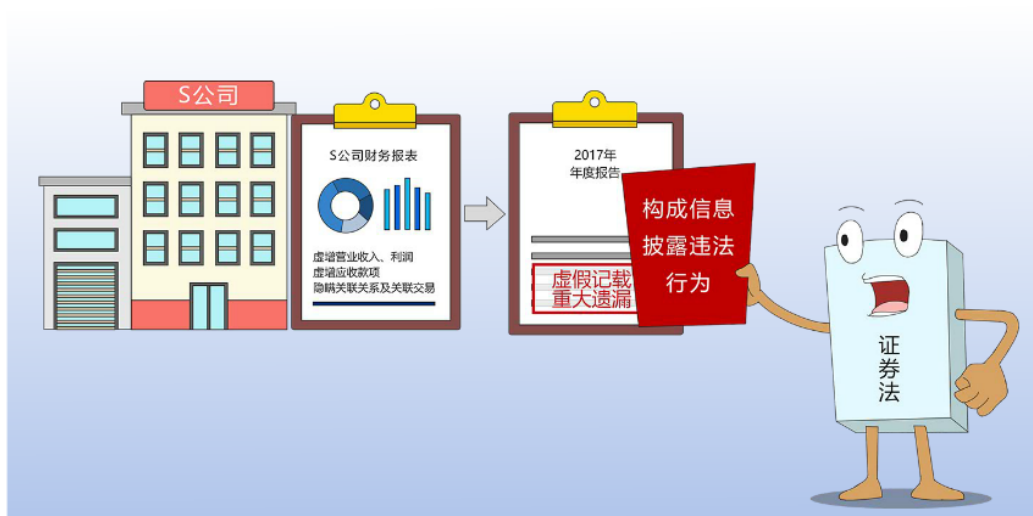 S公司
S公司财务报表
虚增营业收入、利润
虚增应收款项
隐瞒关联关系及关联交易
2017年
年度报告
虚假记载
重大遗漏
构成信息
披露违法
行为
证券法